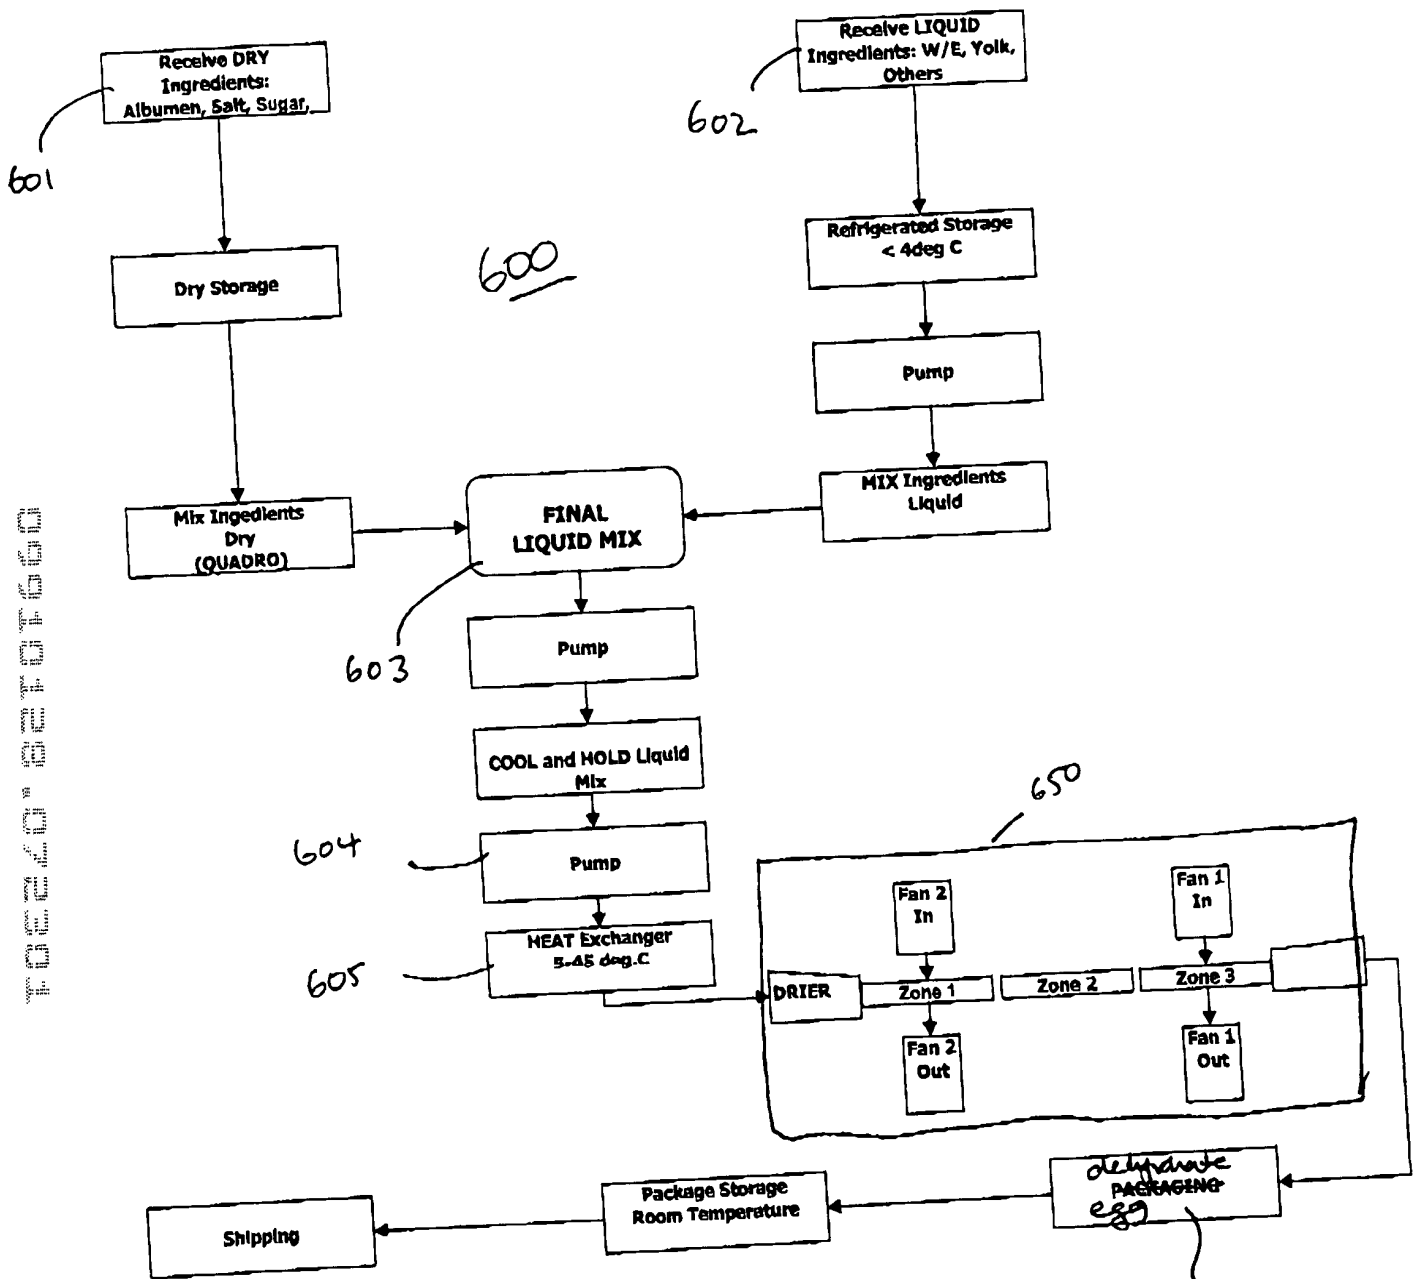 Receive DRY
Ingredients:
Albumen, Salt, Sugar,
601
Receive LIQUID
Ingredients: W/E, Yolk,
Others
602
Dry Storage
600
Refrigerated Storage
< 4deg C
Pump
Mix Ingedients
Dry
(QUADRO)
FINAL
LIQUID MIX
MIX Ingredients
Liquid
603
Pump
COOL and HOLD Liquid
Mix
604
Pump
HEAT Exchanger
5-45 deg.C
605
650
Fan 2
In
Fan 1
In
DRIER
Zone 1
Zone 2
Zone 3
Fan 2
Out
Fan 1
Out
dehydrate
PACKAGING
egg
Package Storage
Room Temperature
Shipping